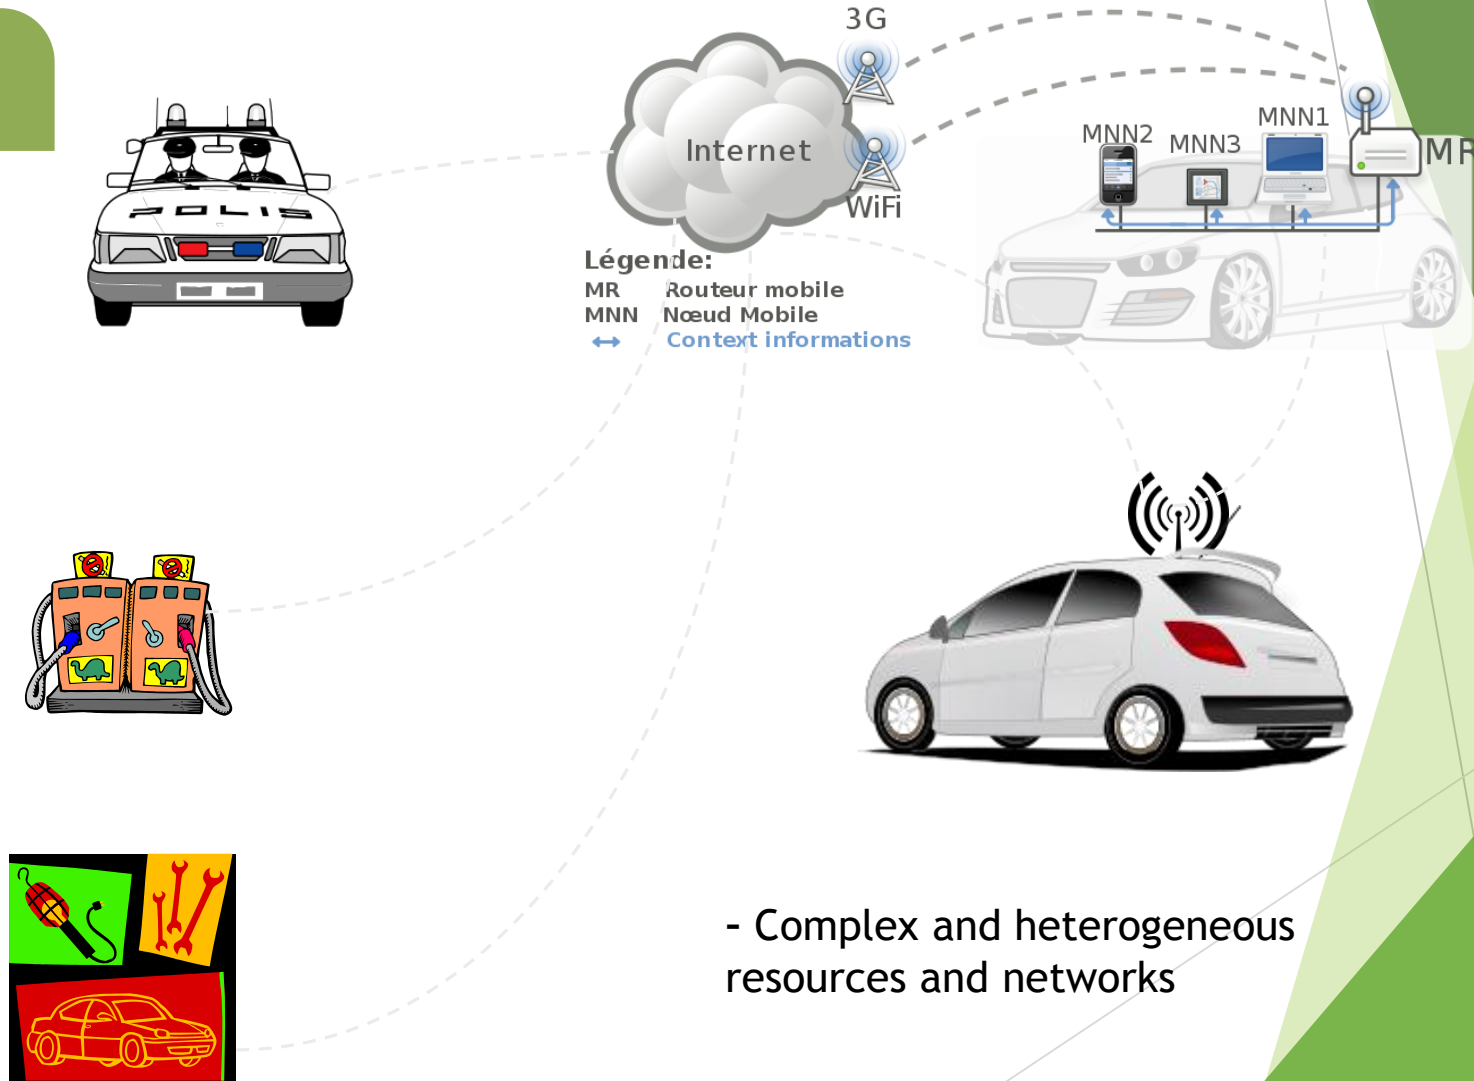 3G
MNN1
MNN2
MNN3
MR
Internet
WiFi
POLIS
Légende:
MR Routeur mobile
MNN Nœud Mobile
Context informations
- Complex and heterogeneous
resources and networks